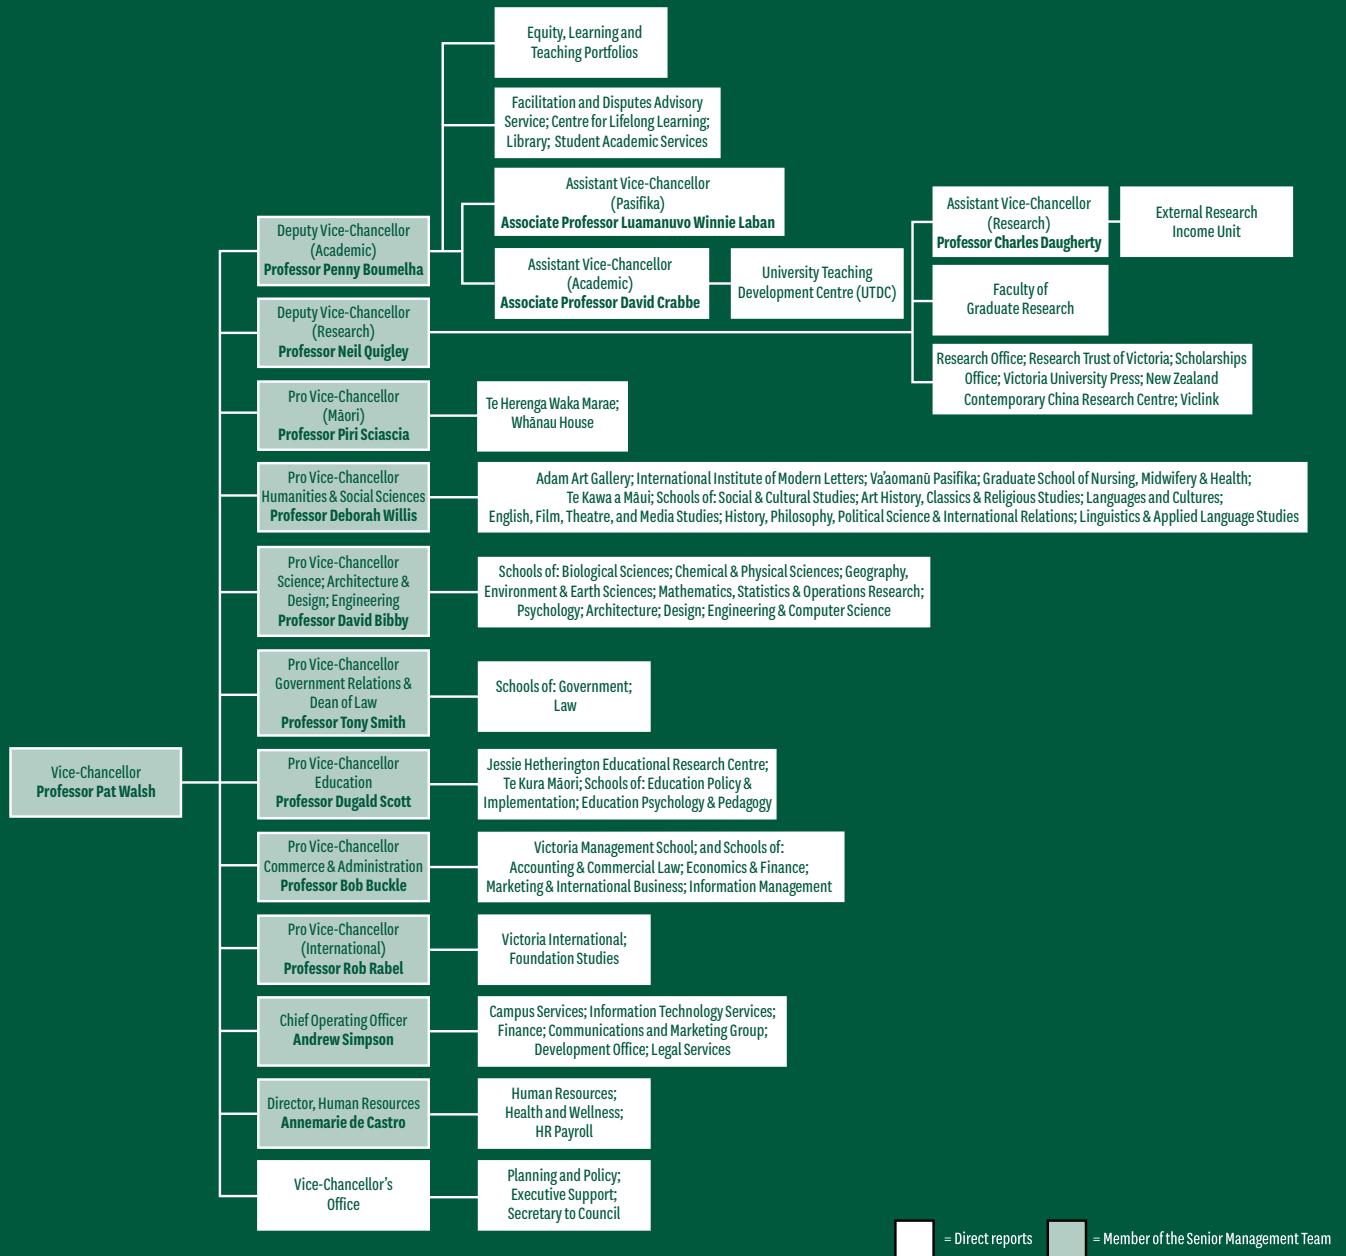 Equity, Learning and
Teaching Portfolios
Facilitation and Disputes Advisory
Service; Centre for Lifelong Learning;
Library; Student Academic Services
Assistant Vice-Chancellor
(Pasifika)
Associate Professor Luamanuvo Winnie Laban
Assistant Vice-Chancellor
(Academic)
Associate Professor David Crabbe
University Teaching
Development Centre (UTDC)
Assistant Vice-Chancellor
(Research)
Professor Charles Daugherty
External Research
Income Unit
Faculty of
Graduate Research
Research Office; Research Trust of Victoria; Scholarships
Office; Victoria University Press; New Zealand
Contemporary China Research Centre; Viclink
Deputy Vice-Chancellor
(Academic)
Professor Penny Boumelha
Deputy Vice-Chancellor
(Research)
Professor Neil Quigley
Pro Vice-Chancellor
(Māori)
Professor Piri Sciascia
Te Herenga Waka Marae;
Whānau House
Pro Vice-Chancellor
Humanities & Social Sciences
Professor Deborah Willis
Adam Art Gallery; International Institute of Modern Letters; Va'aomanū Pasifika; Graduate School of Nursing, Midwifery & Health;
Te Kawa a Māui; Schools of: Social & Cultural Studies; Art History, Classics & Religious Studies; Languages and Cultures;
English, Film, Theatre, and Media Studies; History, Philosophy, Political Science & International Relations; Linguistics & Applied Language Studies
Pro Vice-Chancellor
Science; Architecture &
Design; Engineering
Professor David Bibby
Schools of: Biological Sciences; Chemical & Physical Sciences; Geography,
Environment & Earth Sciences; Mathematics, Statistics & Operations Research;
Psychology; Architecture; Design; Engineering & Computer Science
Pro Vice-Chancellor
Government Relations &
Dean of Law
Professor Tony Smith
Schools of: Government;
Law
Vice-Chancellor
Professor Pat Walsh
Pro Vice-Chancellor
Education
Professor Dugald Scott
Jessie Hetherington Educational Research Centre;
Te Kura Māori; Schools of: Education Policy &
Implementation; Education Psychology & Pedagogy
Pro Vice-Chancellor
Commerce & Administration
Professor Bob Buckle
Victoria Management School; and Schools of:
Accounting & Commercial Law; Economics & Finance;
Marketing & International Business; Information Management
Pro Vice-Chancellor
(International)
Professor Rob Rabel
Victoria International;
Foundation Studies
Chief Operating Officer
Andrew Simpson
Campus Services; Information Technology Services;
Finance; Communications and Marketing Group;
Development Office; Legal Services
Director, Human Resources
Annemarie de Castro
Human Resources;
Health and Wellness;
HR Payroll
Vice-Chancellor's
Office
Planning and Policy;
Executive Support;
Secretary to Council
= Direct reports
= Member of the Senior Management Team